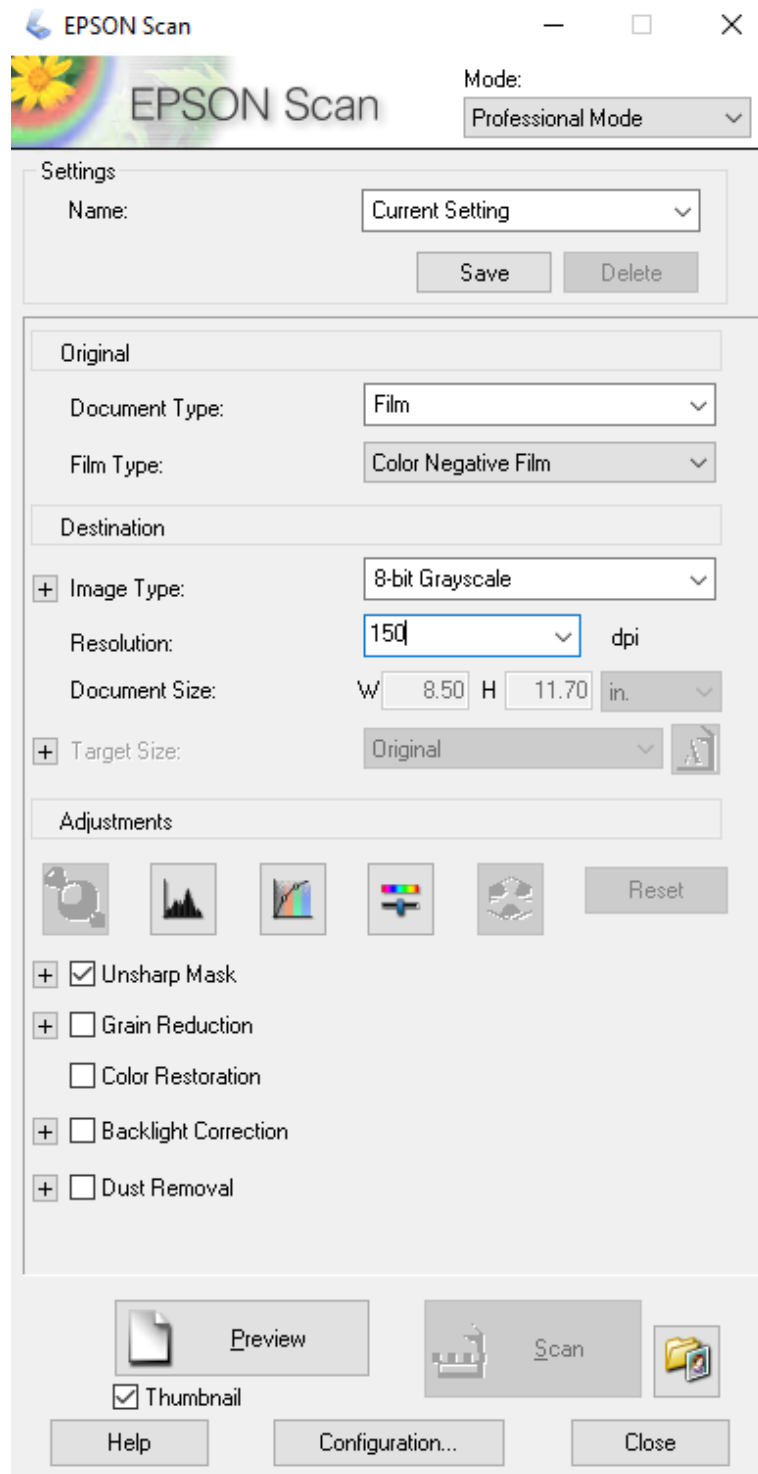 EPSON Scan
EPSON Scan
Mode:
Professional Mode
Settings
Name: Current Setting
Save Delete
Original
Document Type: Film
Film Type: Color Negative Film
Destination
+ Image Type: 8-bit Grayscale
Resolution: 150 dpi
Document Size: W 8.50 H 11.70 in.
+ Target Size: Original
Adjustments
Reset
+ Unsharp Mask
+ Grain Reduction
Color Restoration
+ Backlight Correction
+ Dust Removal
Preview Scan
Thumbnail
Help Configuration... Close